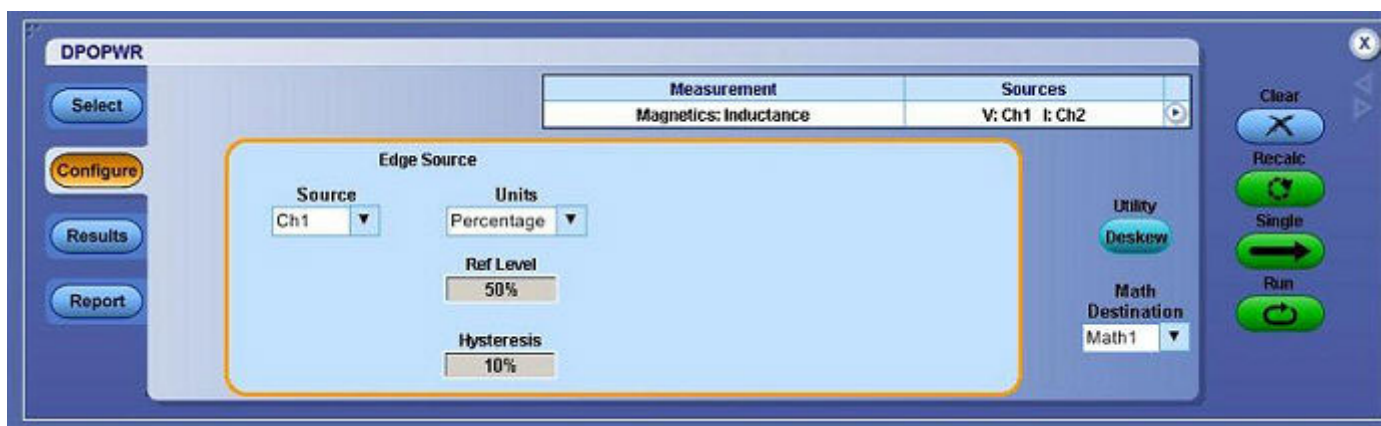 DPOPWR
Select
Configure
Results
Report
Measurement Sources
Magnetics: Inductance V: Ch1 I: Ch2
Edge Source
Source Units
Ch1 Percentage
Ref Level
50%
Hysteresis
10%
Utility
Deskew
Math
Destination
Math1
X
Clear
Recalc
Single
Run